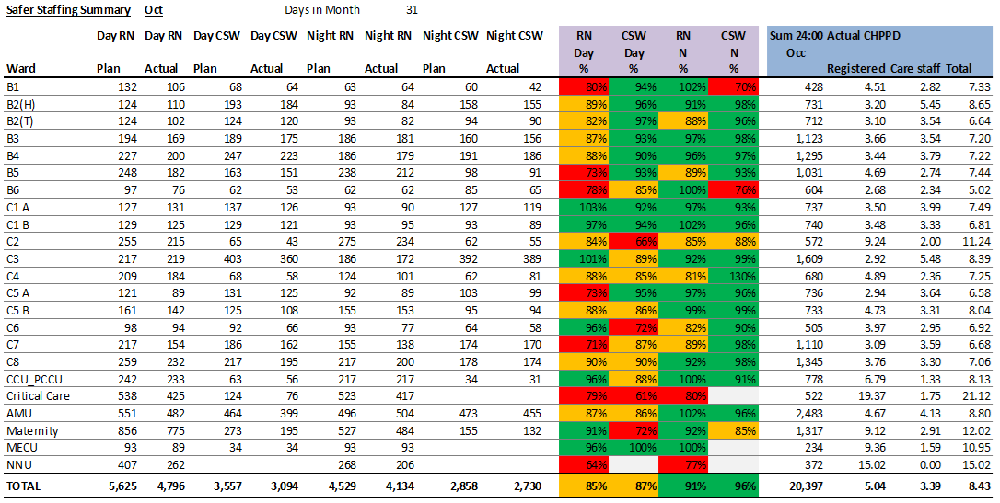 Safer Staffing Summary Oct Days in Month 31
Day RN Day RN Day CSW Day CSW Night RN Night RN Night CSW Night CSW RN CSW RN CSW Sum 24:00 Actual CHPPD
Day Day N N Occ
Ward Plan Actual Plan Actual Plan Actual Plan Actual % % % % Registered Care staff Total
B1 132 106 68 64 63 64 60 42 80% 94% 102% 70% 428 4.51 2.82 7.33
B2(H) 124 110 193 184 93 84 158 155 89% 96% 91% 98% 731 3.20 5.45 8.65
B2(T) 124 102 124 120 93 82 94 90 82% 97% 88% 96% 712 3.10 3.54 6.64
B3 194 169 189 175 186 181 160 156 87% 93% 97% 98% 1,123 3.66 3.54 7.20
B4 227 200 247 223 186 179 191 186 88% 90% 96% 97% 1,295 3.44 3.79 7.22
B5 248 182 163 151 238 212 98 91 73% 93% 89% 93% 1,031 4.69 2.74 7.44
B6 97 76 62 53 62 62 85 65 78% 85% 100% 76% 604 2.68 2.34 5.02
C1 A 127 131 137 126 93 90 127 119 103% 92% 97% 93% 737 3.50 3.99 7.49
C1 B 129 125 129 121 93 95 93 89 97% 94% 102% 96% 740 3.48 3.33 6.81
C2 255 215 65 43 275 234 62 55 84% 66% 85% 88% 572 9.24 2.00 11.24
C3 217 219 403 360 186 172 392 389 101% 89% 92% 99% 1,609 2.92 5.48 8.39
C4 209 184 68 58 124 101 62 81 88% 85% 81% 130% 680 4.89 2.36 7.25
C5 A 121 89 131 125 92 89 103 99 73% 95% 97% 96% 736 2.94 3.64 6.58
C5 B 161 142 125 108 155 153 95 94 88% 86% 99% 99% 733 4.73 3.31 8.04
C6 98 94 92 66 93 77 64 58 96% 72% 82% 90% 505 3.97 2.95 6.92
C7 217 154 186 162 155 138 174 170 71% 87% 89% 98% 1,110 3.09 3.59 6.68
C8 259 232 217 195 217 200 178 174 90% 90% 92% 98% 1,345 3.76 3.30 7.06
CCU_PCCU 242 233 63 56 217 217 34 31 96% 88% 100% 91% 778 6.79 1.33 8.13
Critical Care 538 425 124 76 523 417 79% 61% 80% 522 19.37 1.75 21.12
AMU 551 482 464 399 496 504 473 455 87% 86% 102% 96% 2,483 4.67 4.13 8.80
Maternity 856 775 273 195 527 484 155 132 91% 72% 92% 85% 1,317 9.12 2.91 12.02
MECU 93 89 34 34 93 93 96% 100% 100% 234 9.36 1.59 10.95
NNU 407 262 268 206 64% 77% 372 15.02 0.00 15.02
TOTAL 5,625 4,796 3,557 3,094 4,529 4,134 2,858 2,730 85% 87% 91% 96% 20,397 5.04 3.39 8.43